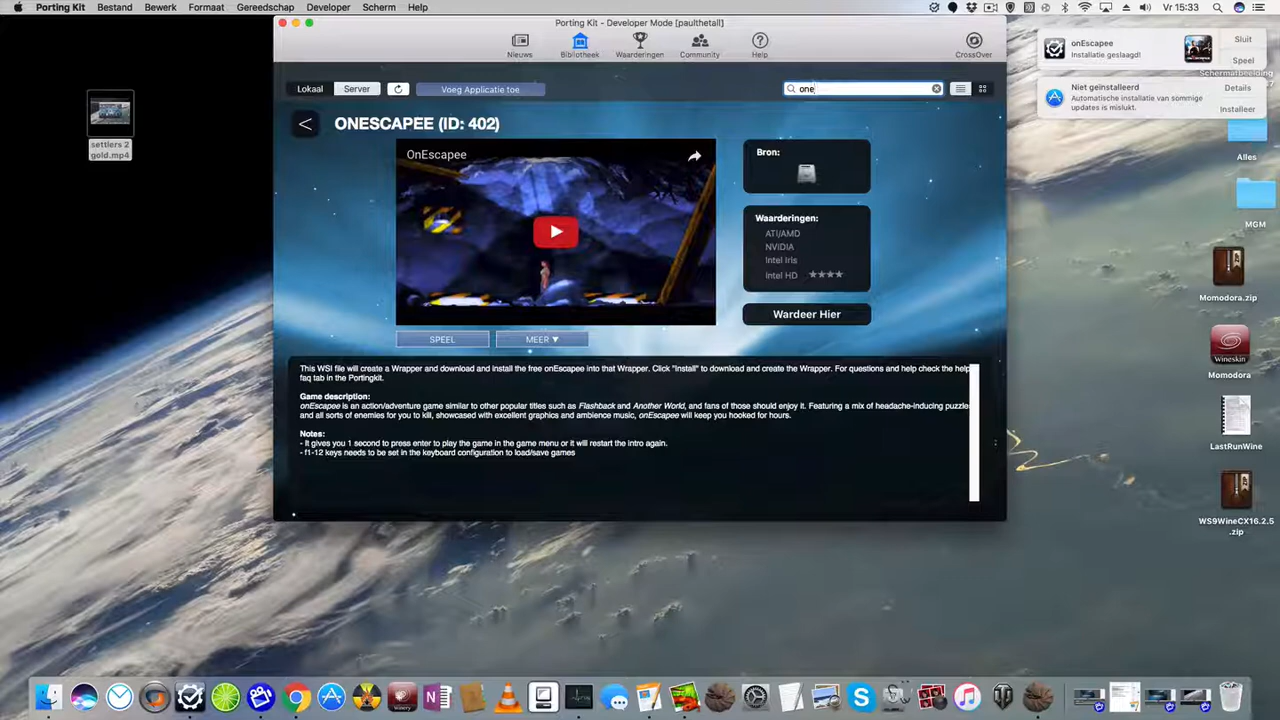 Porting Kit Bestand Bewerk Formaat Gereedschap Developer Scherm Help
Vr 15:33
Porting Kit - Developer Mode [paulthetall]
Nieuws
Bibliotheek
Waarderingen
Community
Help
CrossOver
Lokaal
Server
Voeg Applicatie toe
one
ONESCAPEE (ID: 402)
OnEscapee
Bron:
Waarderingen:
ATI/AMD
NVIDIA
Intel Iris
Intel HD ★★★★
Wardeer Hier
SPEEL
MEER ▼
This WSI file will create a Wrapper and download and install the free onEscapee into that Wrapper. Click "Install" to download and create the Wrapper. For questions and help check the help
faq tab in the Portingkit.
Game description:
onEscapee is an action/adventure game similar to other popular titles such as Flashback and Another World, and fans of those should enjoy it. Featuring a mix of headache-inducing puzzle
and all sorts of enemies for you to kill, showcased with excellent graphics and ambience music, onEscapee will keep you hooked for hours.
Notes:
- It gives you 1 second to press enter to play the game in the game menu or it will restart the intro again.
- f1-12 keys needs to be set in the keyboard configuration to load/save games
settlers 2
gold.mp4
onEscapee
Installatie geslaagd!
Sluit
Speel
Niet geïnstalleerd
Automatische installatie van sommige
updates is mislukt.
Details
Installeer
Alles
MGM
Momodora.zip
Wineskin
Momodora
LastRunWine
WS9WineCX16.2.5
.zip
Winery